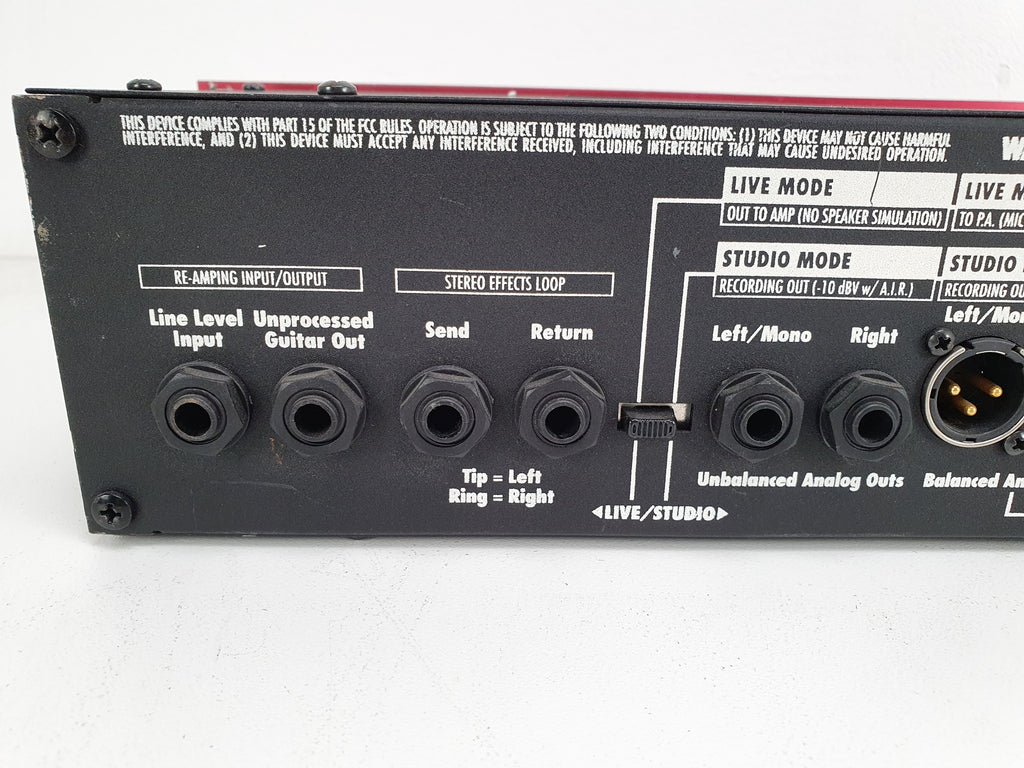 THIS DEVICE COMPLIES WITH PART 15 OF THE FCC RULES. OPERATION IS SUBJECT TO THE FOLLOWING TWO CONDITIONS: (1) THIS DEVICE MAY NOT CAUSE HARMFUL
INTERFERENCE, AND (2) THIS DEVICE MUST ACCEPT ANY INTERFERENCE RECEIVED, INCLUDING INTERFERENCE THAT MAY CAUSE UNDESIRED OPERATION.
LIVE MODE
OUT TO AMP (NO SPEAKER SIMULATION)
LIVE
TO P.A.
STUDIO MODE
RECORDING OUT (-10 dBV w/ A.I.R.)
STUDIO
RECORDING
RE-AMPING INPUT/OUTPUT
STEREO EFFECTS LOOP
Line Level
Input
Unprocessed
Guitar Out
Send
Return
Left/Mono
Right
Tip = Left
Ring = Right
◄LIVE/STUDIO►
Unbalanced Analog Outs
Balanced